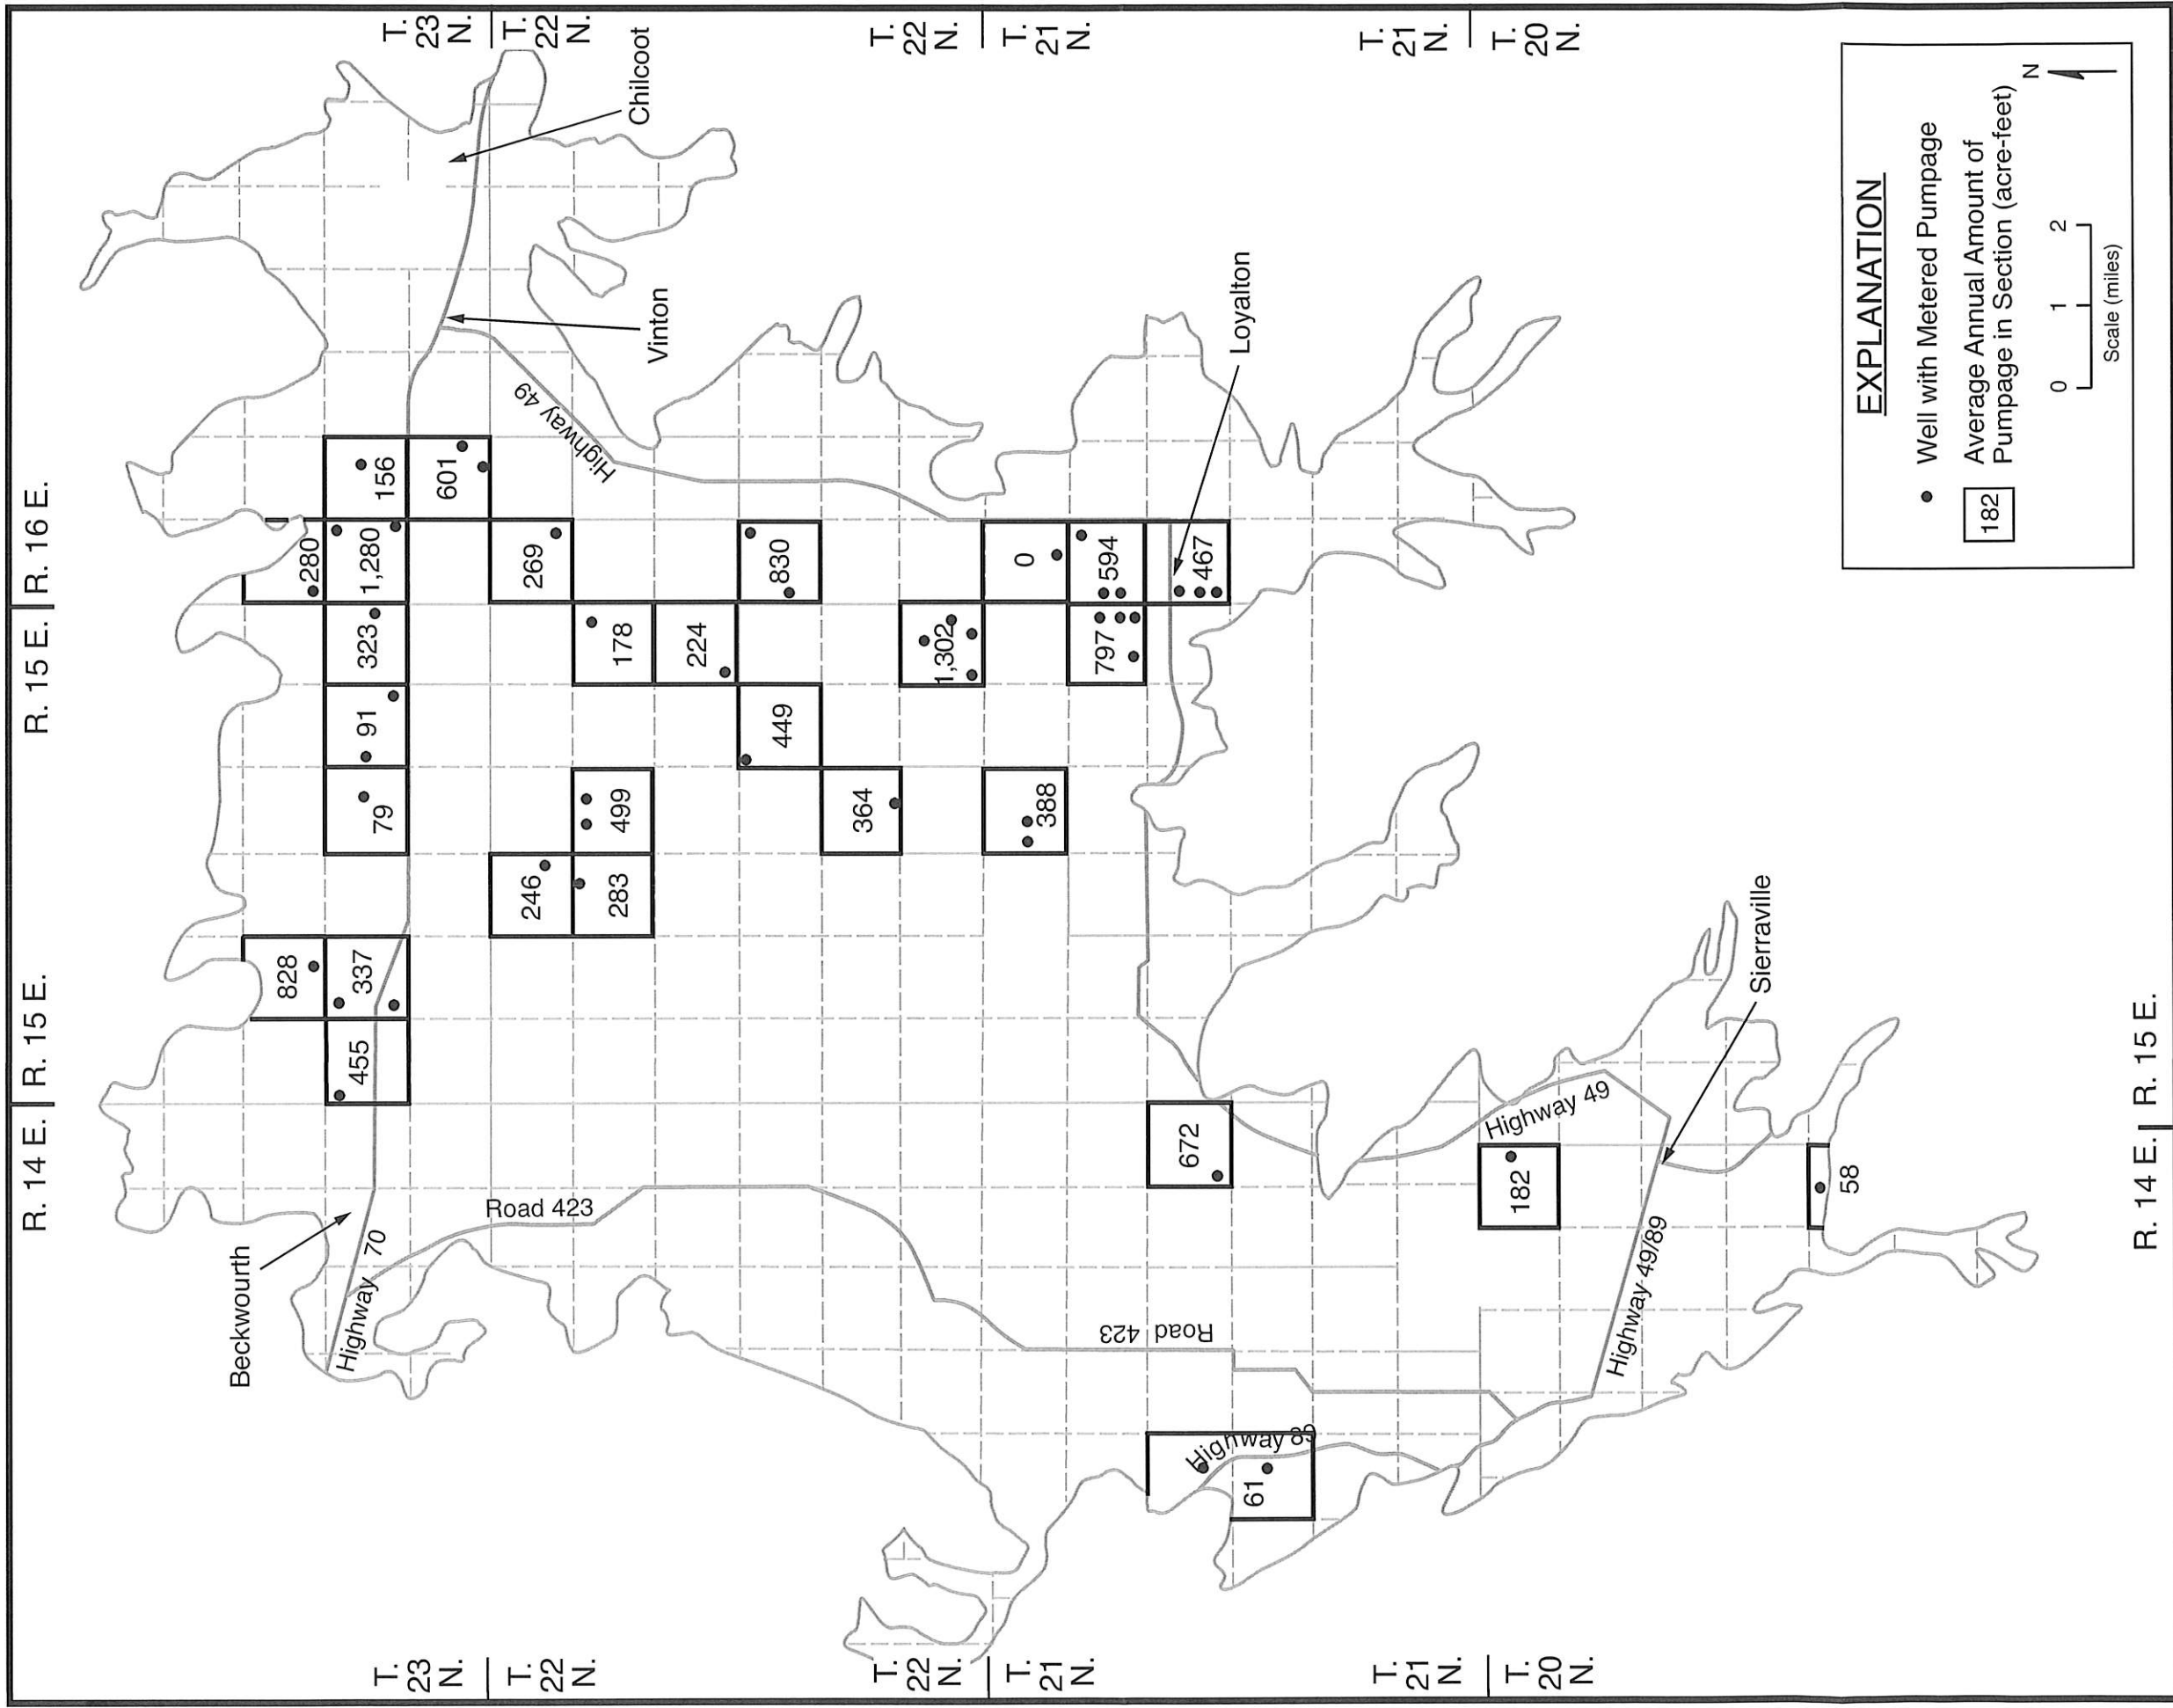 R. 14 E. | R. 15 E.
R. 15 E. | R. 16 E.
T.
23
N.
T.
22
N.
T.
22
N.
T.
21
N.
T.
21
N.
T.
20
N.
T.
23
N.
T.
22
N.
T.
22
N.
T.
21
N.
T.
21
N.
T.
20
N.
R. 14 E. | R. 15 E.
Beckwourth
Highway 70
Road 423
Road 423
Highway 89
Highway 49/89
Highway 49
Sierraville
Loyalton
Vinton
Highway 49
Chilcoot
828
455
337
79
91
323
280
1,280
156
601
246
269
283
499
178
224
449
830
364
1,302
388
0
797
594
467
672
61
182
58
EXPLANATION
Well with Metered Pumpage
182
Average Annual Amount of
Pumpage in Section (acre-feet)
N
0 1 2
Scale (miles)